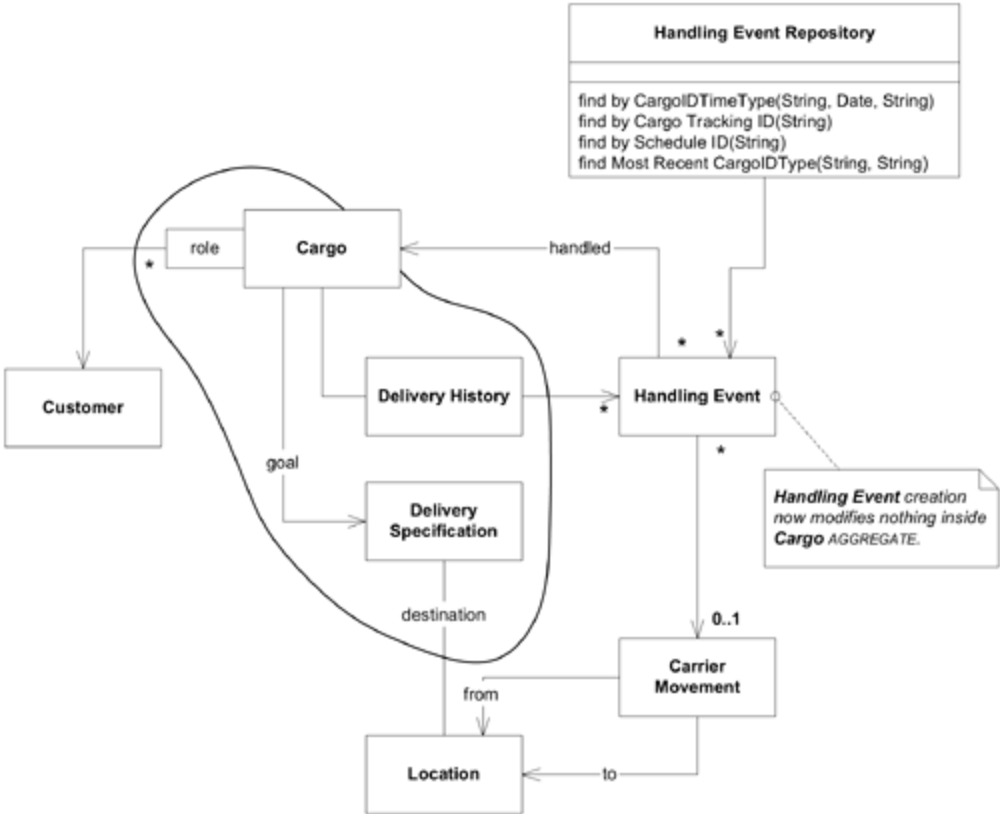 Handling Event Repository
find by CargoIDTimeType(String, Date, String)
find by Cargo Tracking ID(String)
find by Schedule ID(String)
find Most Recent CargoIDType(String, String)
role
Cargo
handled
*
*
*
Customer
Delivery History
*
Handling Event
*
goal
Delivery
Specification
Handling Event creation
now modifies nothing inside
Cargo AGGREGATE.
destination
0..1
Carrier
Movement
from
Location
to